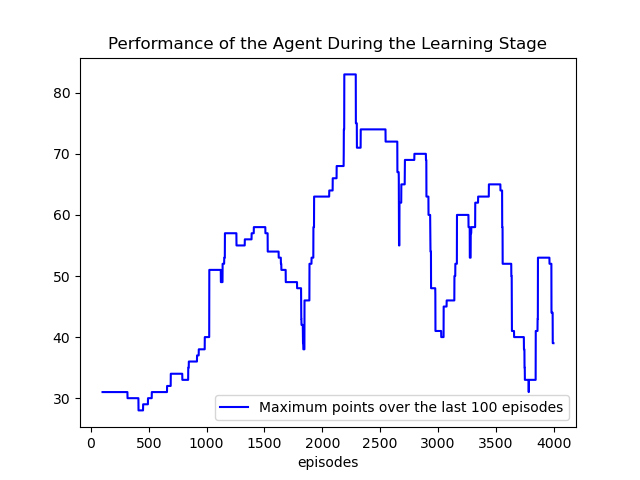 Performance of the Agent During the Learning Stage
80
70
60
50
40
30
Maximum points over the last 100 episodes
0 500 1000 1500 2000 2500 3000 3500 4000
episodes